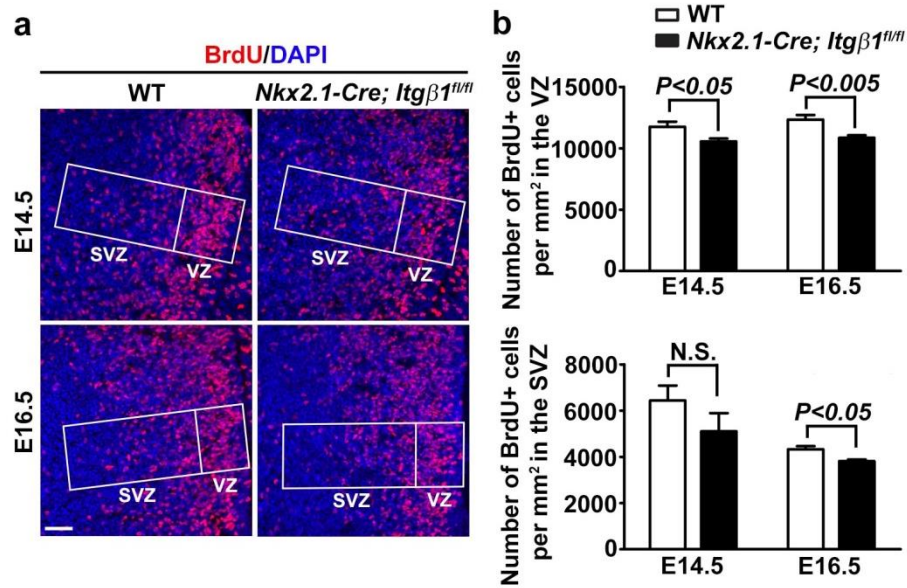 a
BrdU/DAPI
WT
Nkx2.1-Cre; Itgβ1fl/fl
E14.5
SVZ
VZ
SVZ
VZ
E16.5
SVZ
VZ
SVZ
VZ
b
WT
Nkx2.1-Cre; Itgβ1fl/fl
Number of BrdU+ cells
per mm² in the VZ
15000
10000
5000
0
P<0.05
P<0.005
E14.5
E16.5
Number of BrdU+ cells
per mm² in the SVZ
8000
6000
4000
2000
0
N.S.
P<0.05
E14.5
E16.5